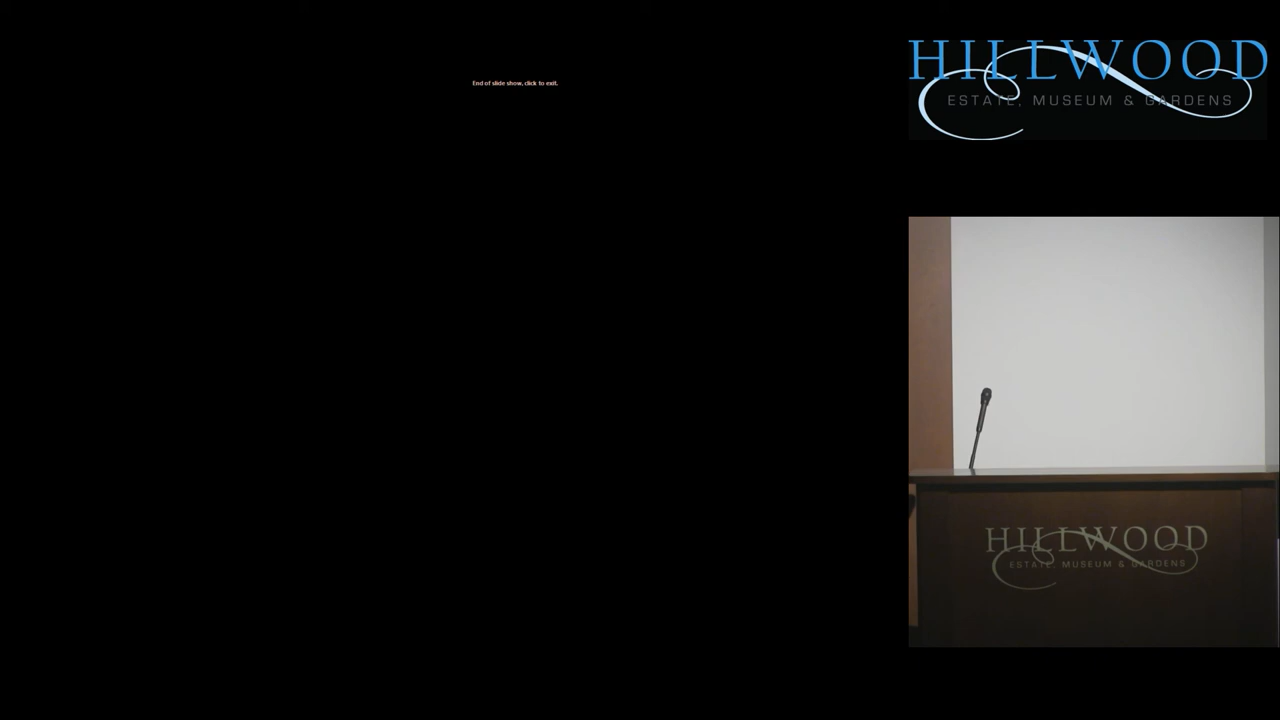 End of slide show, click to exit.
HILLWOOD
ESTATE, MUSEUM & GARDENS
HILLWOOD
ESTATE, MUSEUM & GARDENS